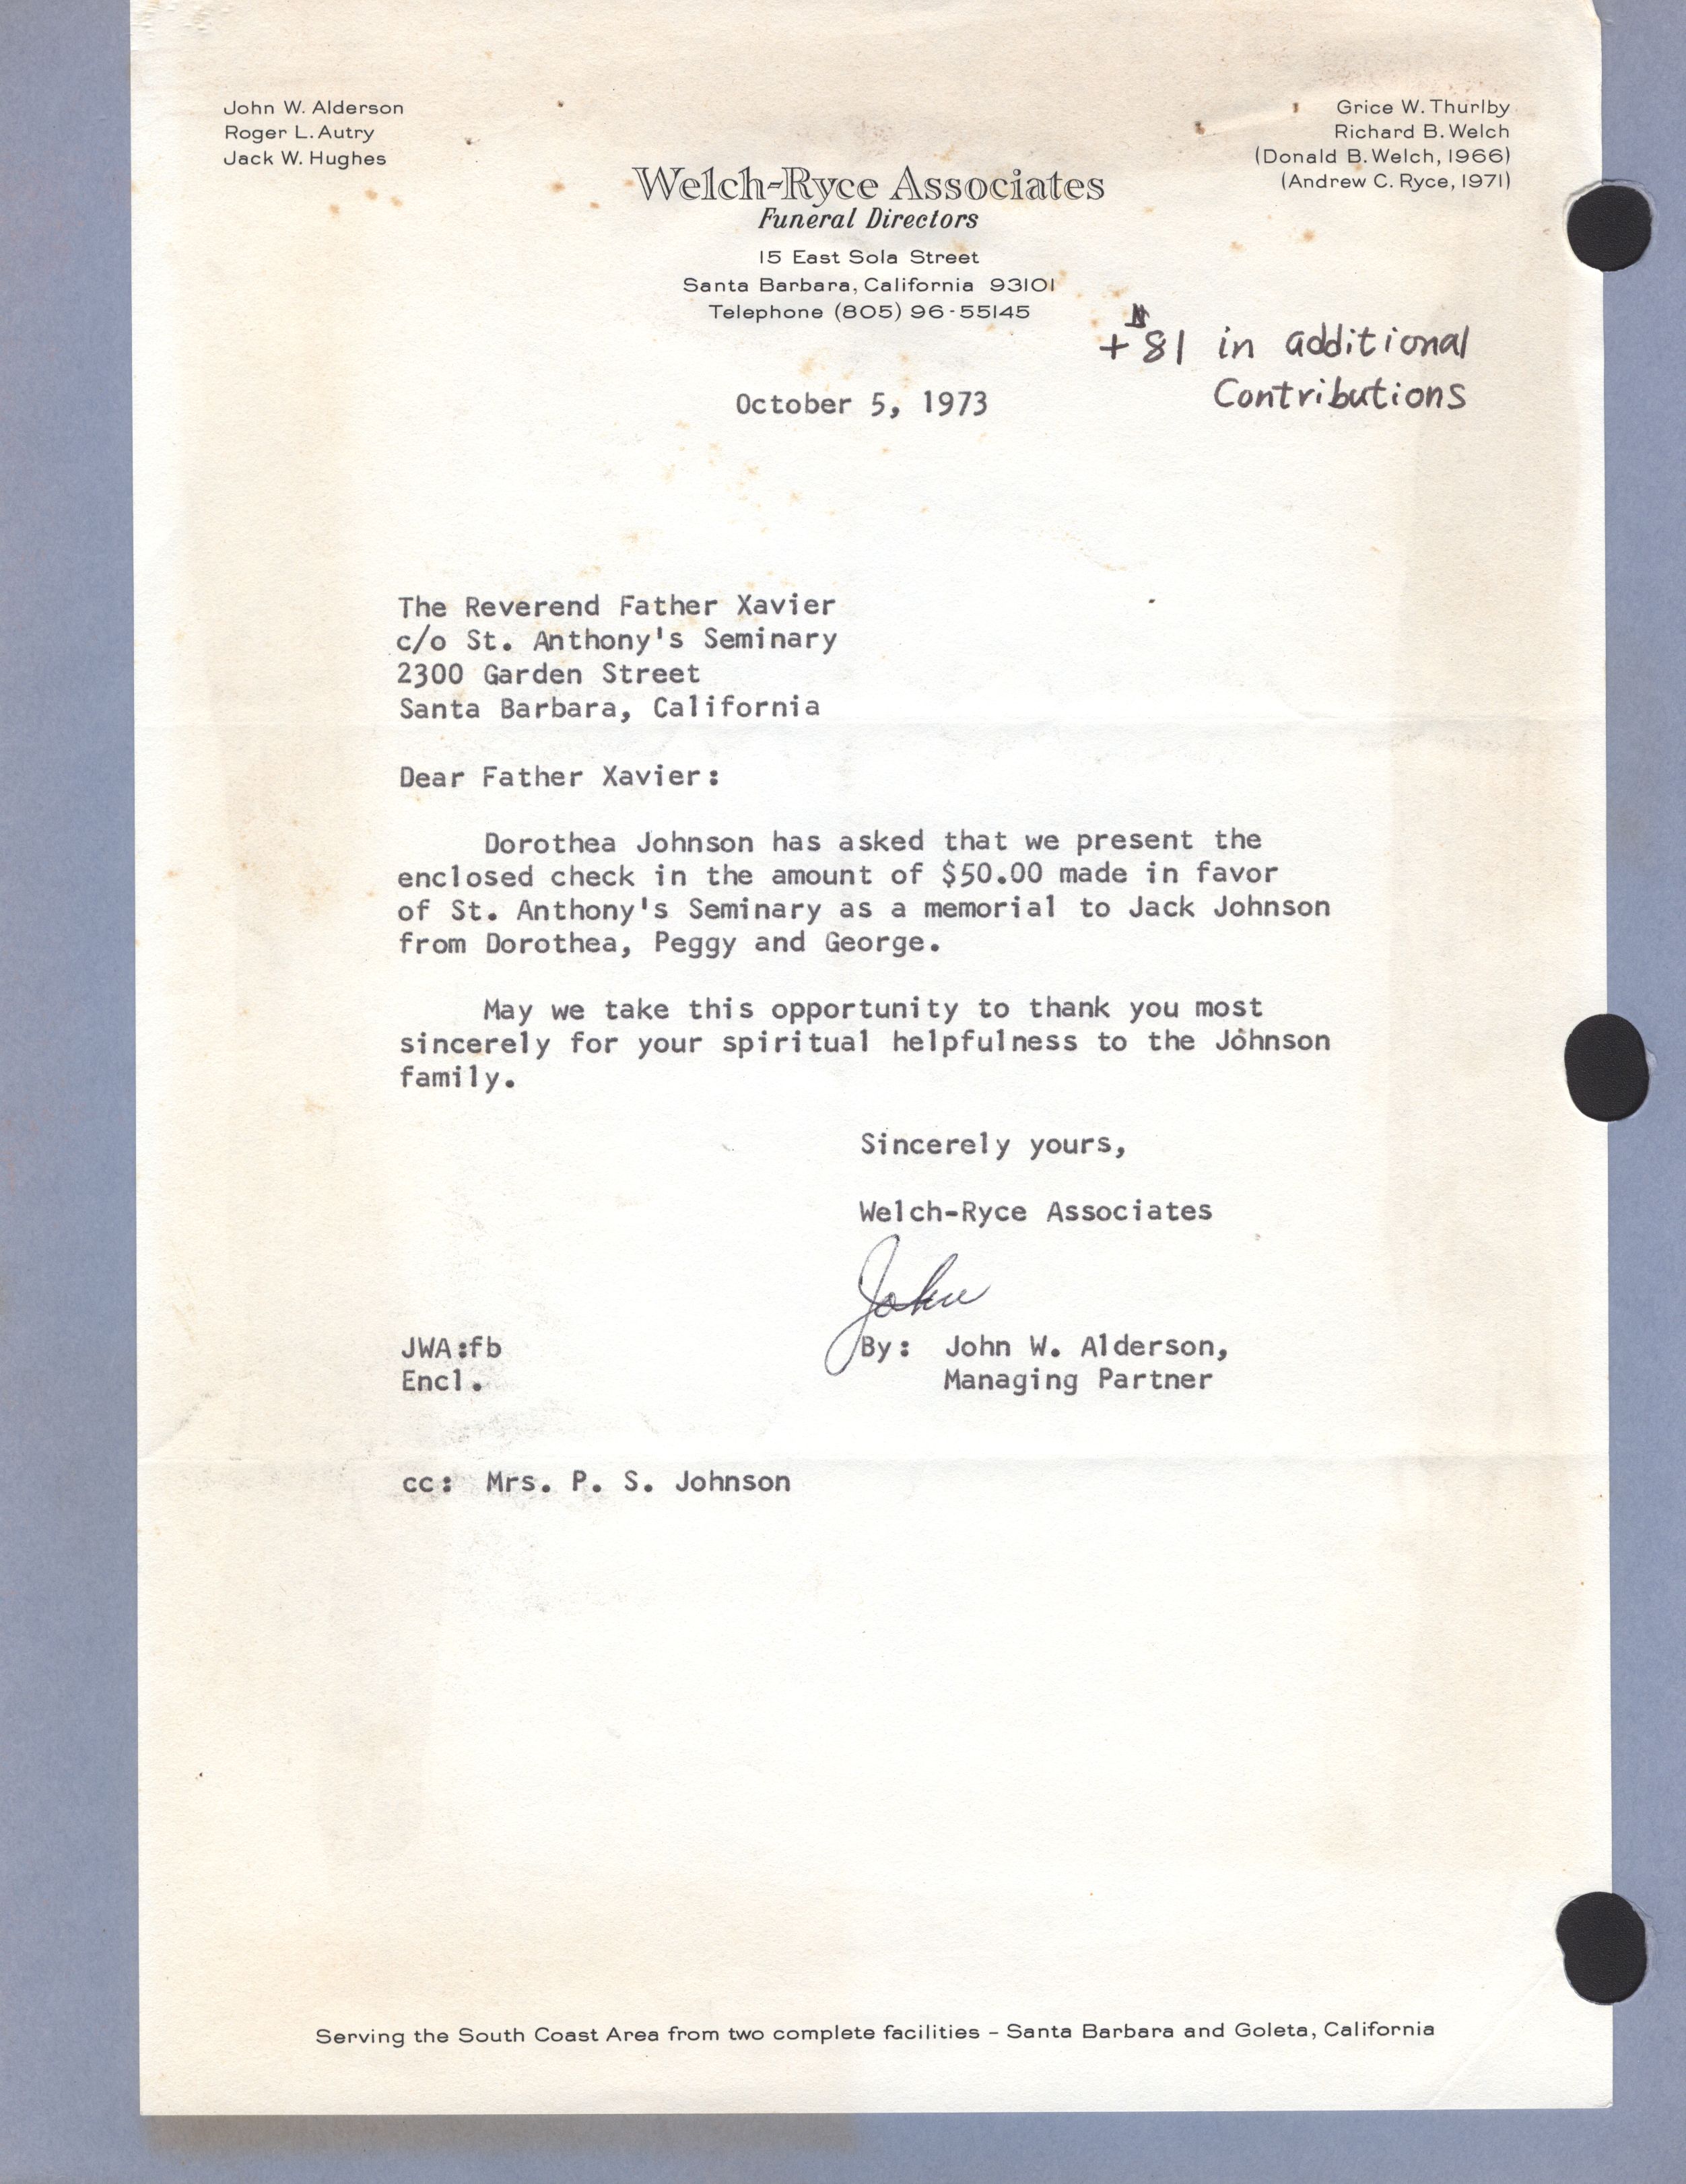 John W. Alderson
Roger L. Autry
Jack W. Hughes
Grice W. Thurlby
Richard B. Welch
(Donald B. Welch, 1966)
(Andrew C. Ryce, 1971)
Welch-Ryce Associates
Funeral Directors
15 East Sola Street
Santa Barbara, California 93101
Telephone (805) 96-55145
+ 81 in additional
Contributions
October 5, 1973
The Reverend Father Xavier
c/o St. Anthony's Seminary
2300 Garden Street
Santa Barbara, California
Dear Father Xavier:
Dorothea Johnson has asked that we present the
enclosed check in the amount of $50.00 made in favor
of St. Anthony's Seminary as a memorial to Jack Johnson
from Dorothea, Peggy and George.
May we take this opportunity to thank you most
sincerely for your spiritual helpfulness to the Johnson
family.
Sincerely yours,
Welch-Ryce Associates
John
JWA:fb
By: John W. Alderson,
Encl.
Managing Partner
cc: Mrs. P. S. Johnson
Serving the South Coast Area from two complete facilities – Santa Barbara and Goleta, California